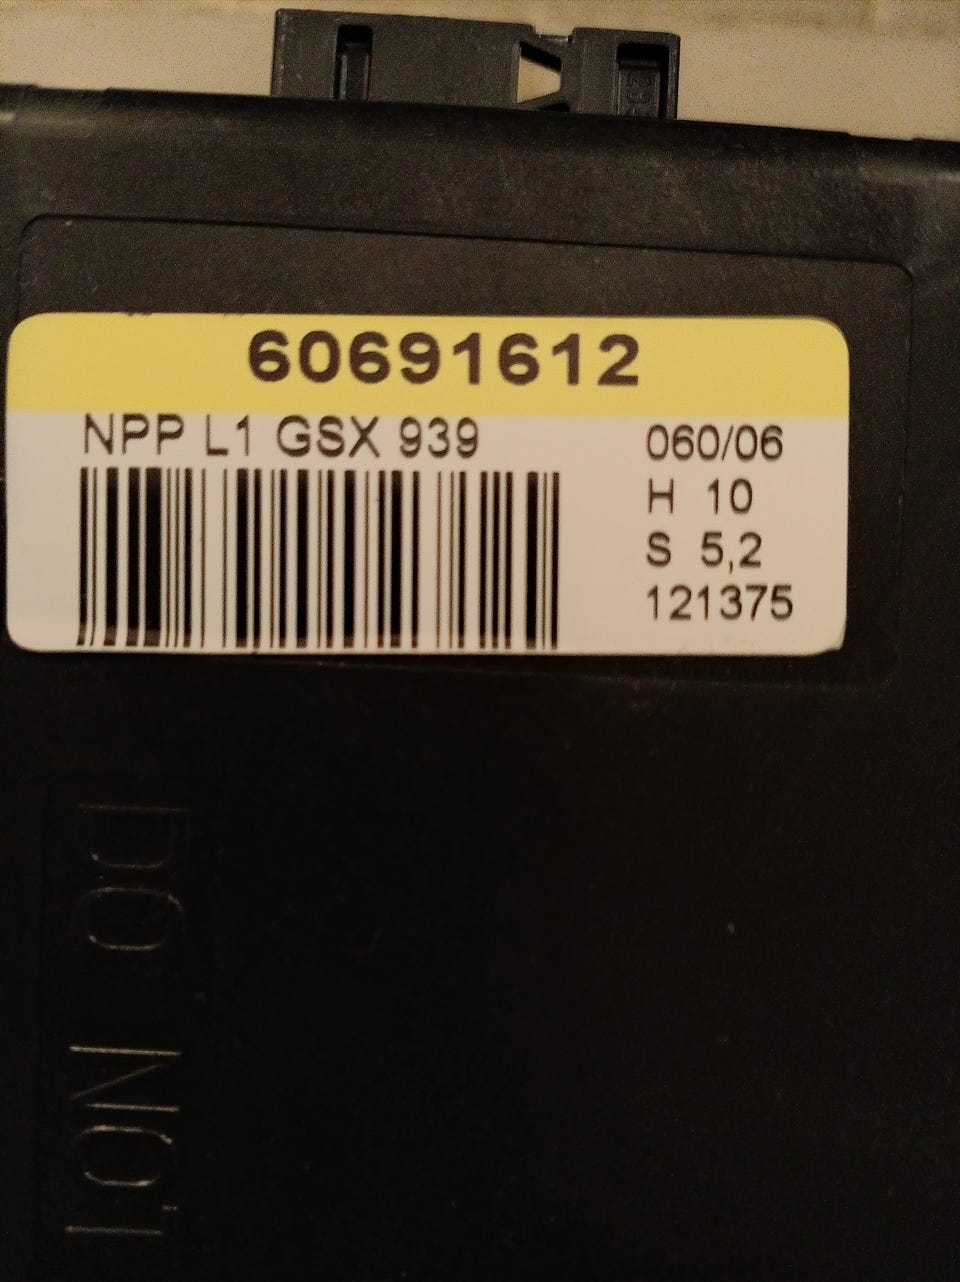 60691612
NPP L1 GSX 939
060/06
H 10
S 5,2
121375
DO NOT